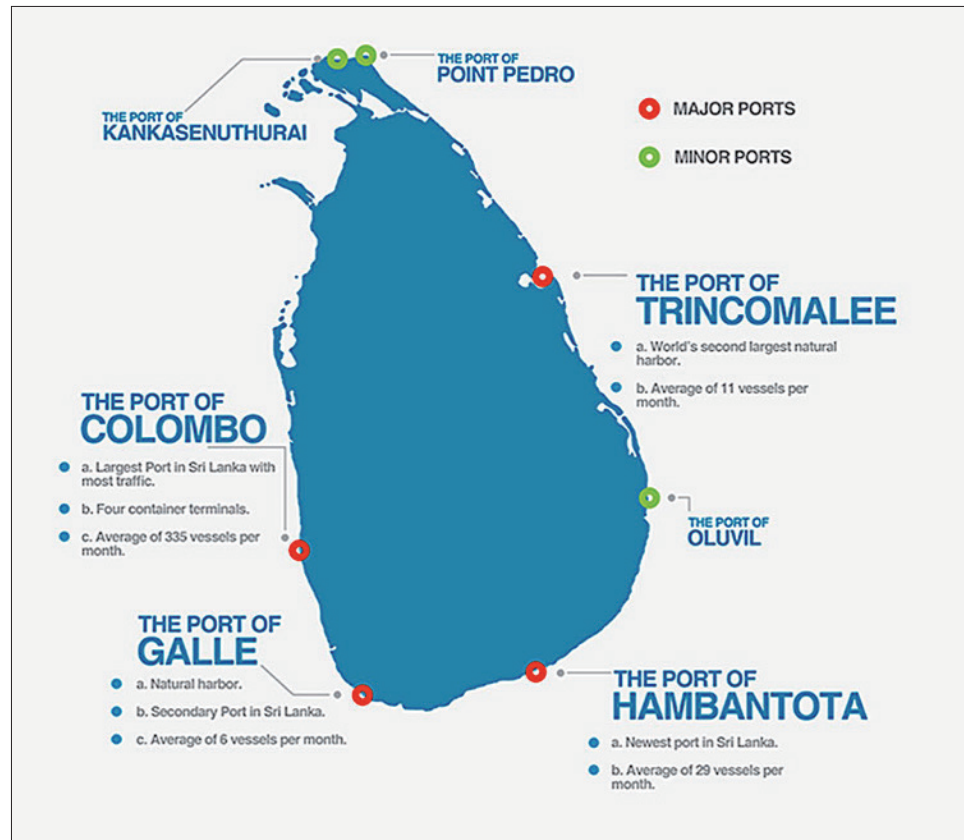 THE PORT OF
POINT PEDRO
THE PORT OF
KANKASENUTHURAI
MAJOR PORTS
MINOR PORTS
THE PORT OF
TRINCOMALEE
a. World's second largest natural
harbor.
b. Average of 11 vessels per
month.
THE PORT OF
COLOMBO
a. Largest Port in Sri Lanka with
most traffic.
b. Four container terminals.
c. Average of 335 vessels per
month.
THE PORT OF
OLUVIL
THE PORT OF
GALLE
a. Natural harbor.
b. Secondary Port in Sri Lanka.
c. Average of 6 vessels per month.
THE PORT OF
HAMBANTOTA
a. Newest port in Sri Lanka.
b. Average of 29 vessels per
month.